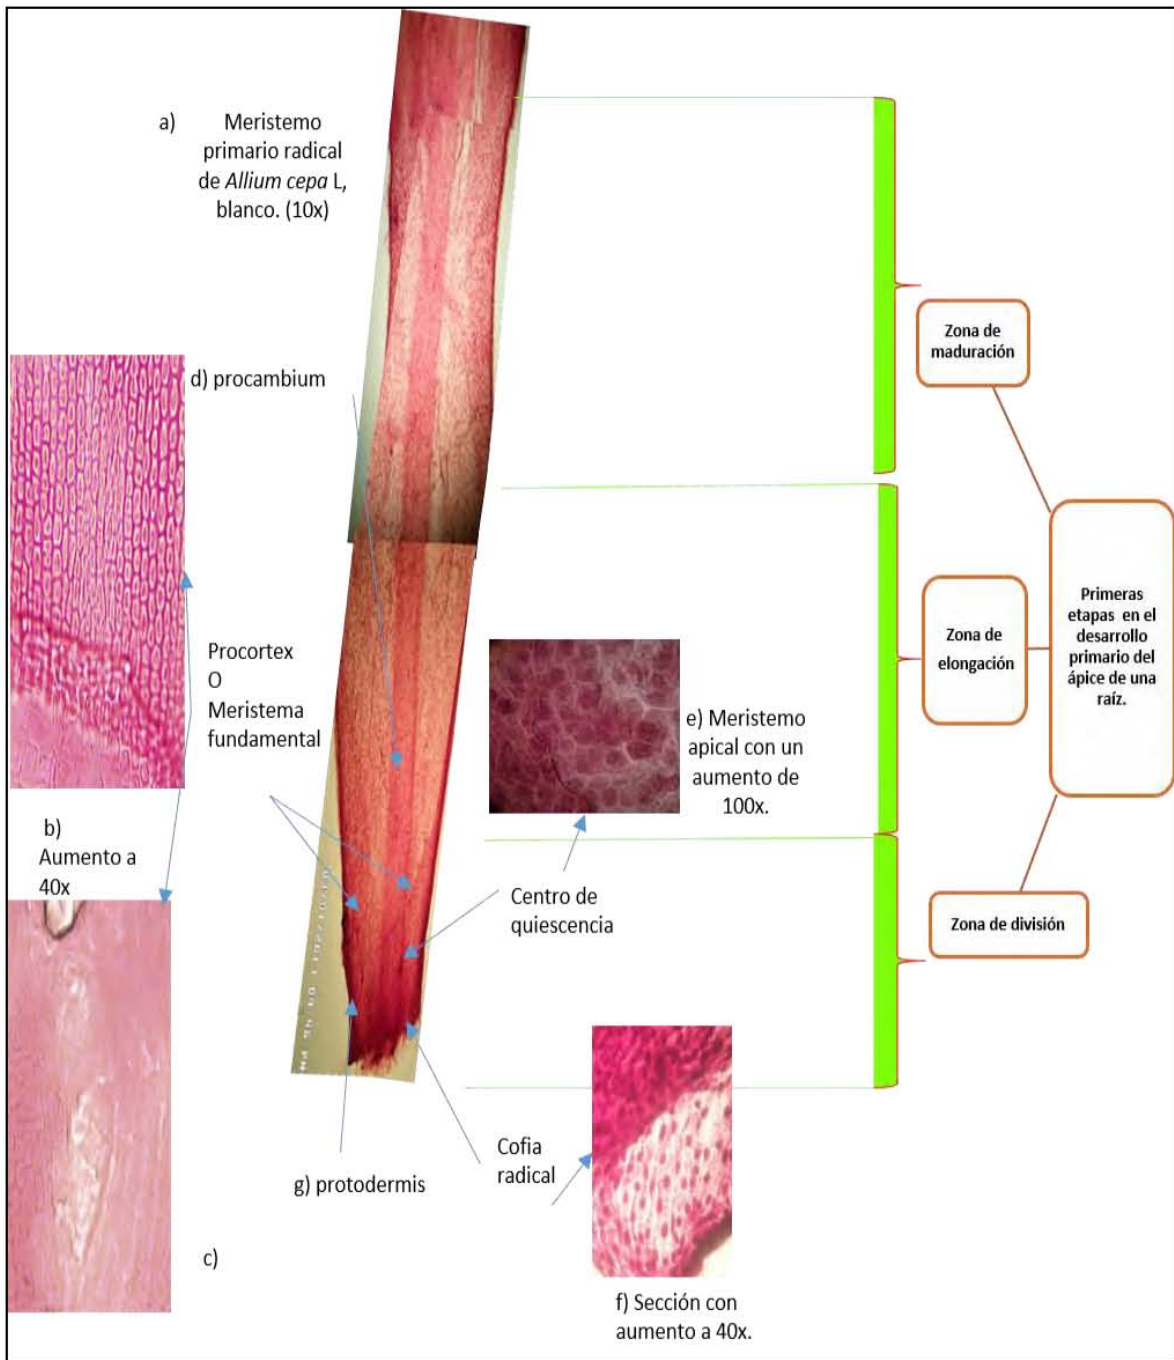 a) Meristemo
primario radical
de Allium cepa L,
blanco. (10x)
d) procambium
Procortex
O
Meristema
fundamental
b)
Aumento a
40x
c)
e) Meristemo
apical con un
aumento de
100x.
Centro de
quiescencia
g) protodermis
Cofia
radical
f) Sección con
aumento a 40x.
Zona de
maduración
Zona de
elongación
Zona de división
Primeras
etapas en el
desarrollo
primario del
ápice de una
raíz.